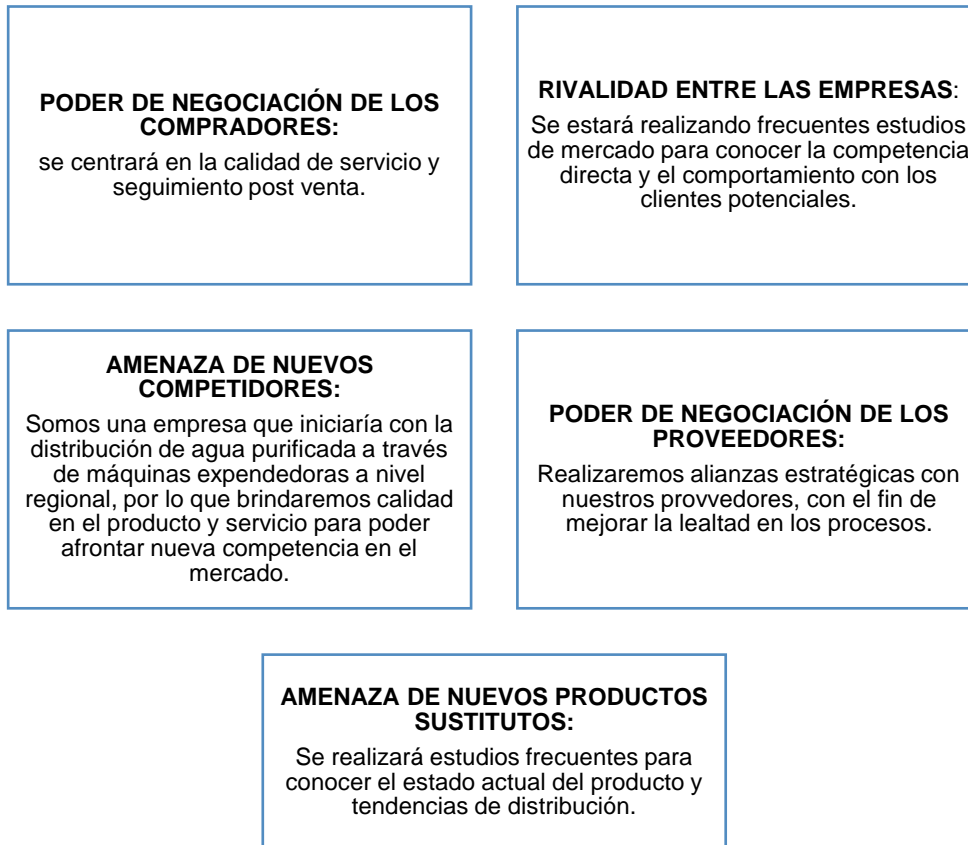 PODER DE NEGOCIACIÓN DE LOS
COMPRADORES:
se centrará en la calidad de servicio y
seguimiento post venta.
RIVALIDAD ENTRE LAS EMPRESAS:
Se estará realizando frecuentes estudios
de mercado para conocer la competencia
directa y el comportamiento con los
clientes potenciales.
AMENAZA DE NUEVOS
COMPETIDORES:
Somos una empresa que iniciaría con la
distribución de agua purificada a través
de máquinas expendedoras a nivel
regional, por lo que brindaremos calidad
en el producto y servicio para poder
afrontar nueva competencia en el
mercado.
PODER DE NEGOCIACIÓN DE LOS
PROVEEDORES:
Realizaremos alianzas estratégicas con
nuestros provvedores, con el fin de
mejorar la lealtad en los procesos.
AMENAZA DE NUEVOS PRODUCTOS
SUSTITUTOS:
Se realizará estudios frecuentes para
conocer el estado actual del producto y
tendencias de distribución.